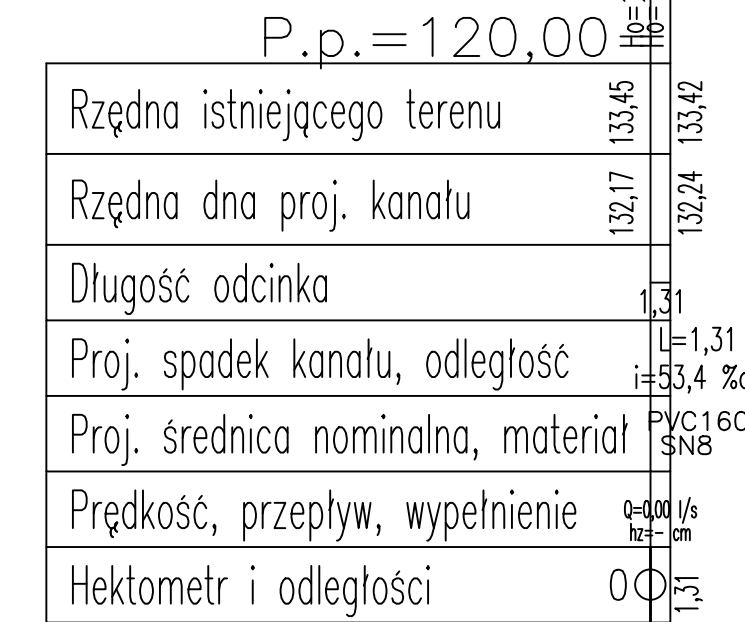 P.p.=120,00 Ho= Ho=
Rzędna istniejącego terenu 133,45 133,42
Rzędna dna proj. kanału 132,17 132,24
Długość odcinka 1,31
Proj. spadek kanału, odległość L=1,31
i=53,4 %
Proj. średnica nominalna, materiał PVC160
SN8
Prędkość, przepływ, wypełnienie Q=0,00 l/s
hz=- cm
Hektometr i odległości 0 1,31